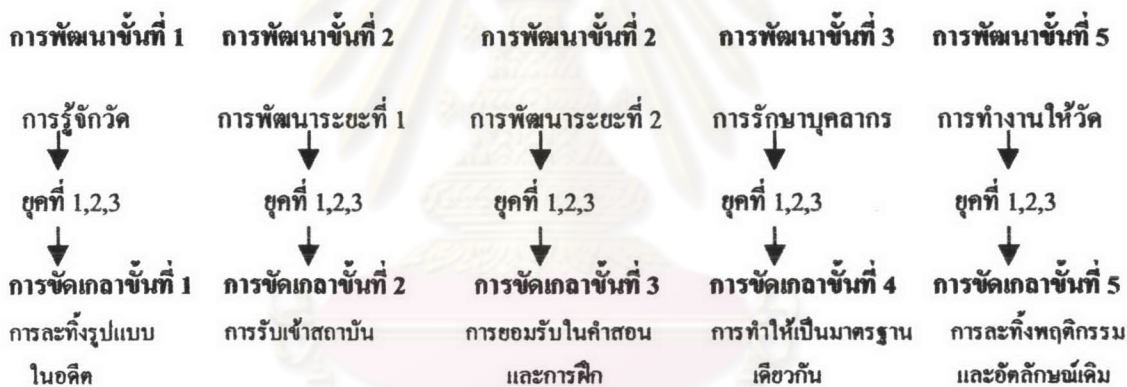 การพัฒนาขั้นที่ 1 การพัฒนาขั้นที่ 2 การพัฒนาขั้นที่ 2 การพัฒนาขั้นที่ 3 การพัฒนาขั้นที่ 5
การรู้จักวัด การพัฒนาระยะที่ 1 การพัฒนาระยะที่ 2 การรักษาบุคลากร การทำงานให้วัด
ยุคที่ 1,2,3 ยุคที่ 1,2,3 ยุคที่ 1,2,3 ยุคที่ 1,2,3 ยุคที่ 1,2,3
การขัดเกลาขั้นที่ 1 การขัดเกลาขั้นที่ 2 การขัดเกลาขั้นที่ 3 การขัดเกลาขั้นที่ 4 การขัดเกลาขั้นที่ 5
การละทิ้งรูปแบบ การรับเข้าสถาบัน การยอมรับในคำสอน การทำให้เป็นมาตรฐาน การละทิ้งพฤติกรรม
ในอดีต และการฝึก เดียวกัน และอัตลักษณ์เดิม